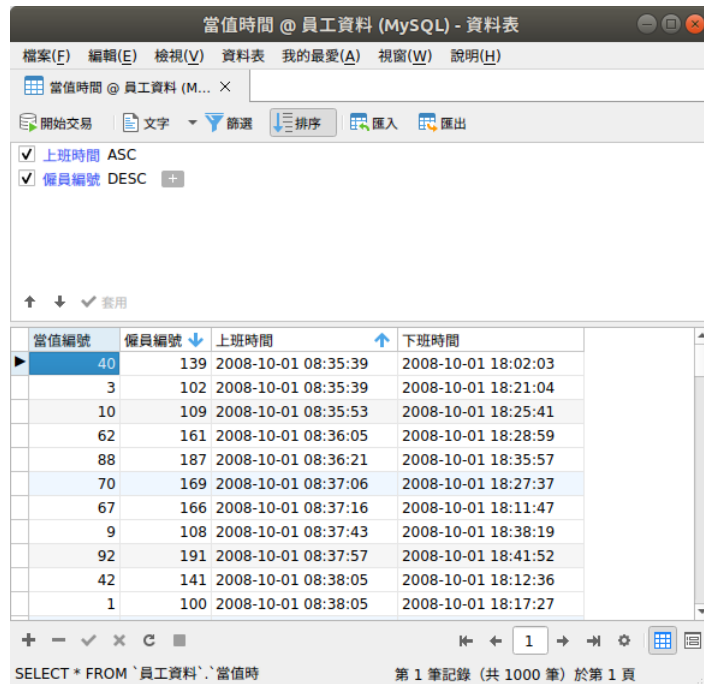 當值時間 @ 員工資料 (MySQL) - 資料表
檔案(F) 編輯(E) 檢視(V) 資料表 我的最愛(A) 視窗(W) 說明(H)
當值時間 @ 員工資料 (M...
開始交易 文字 篩選 排序 匯入 匯出
上班時間 ASC
僱員編號 DESC
套用
當值編號 僱員編號 上班時間 下班時間
40 139 2008-10-01 08:35:39 2008-10-01 18:02:03
3 102 2008-10-01 08:35:39 2008-10-01 18:21:04
10 109 2008-10-01 08:35:53 2008-10-01 18:25:41
62 161 2008-10-01 08:36:05 2008-10-01 18:28:59
88 187 2008-10-01 08:36:21 2008-10-01 18:35:57
70 169 2008-10-01 08:37:06 2008-10-01 18:27:37
67 166 2008-10-01 08:37:16 2008-10-01 18:11:47
9 108 2008-10-01 08:37:43 2008-10-01 18:38:19
92 191 2008-10-01 08:37:57 2008-10-01 18:41:52
42 141 2008-10-01 08:38:05 2008-10-01 18:12:36
1 100 2008-10-01 08:38:05 2008-10-01 18:17:27
1
SELECT * FROM `員工資料`.`當值時 第 1 筆記錄（共 1000 筆）於第 1 頁